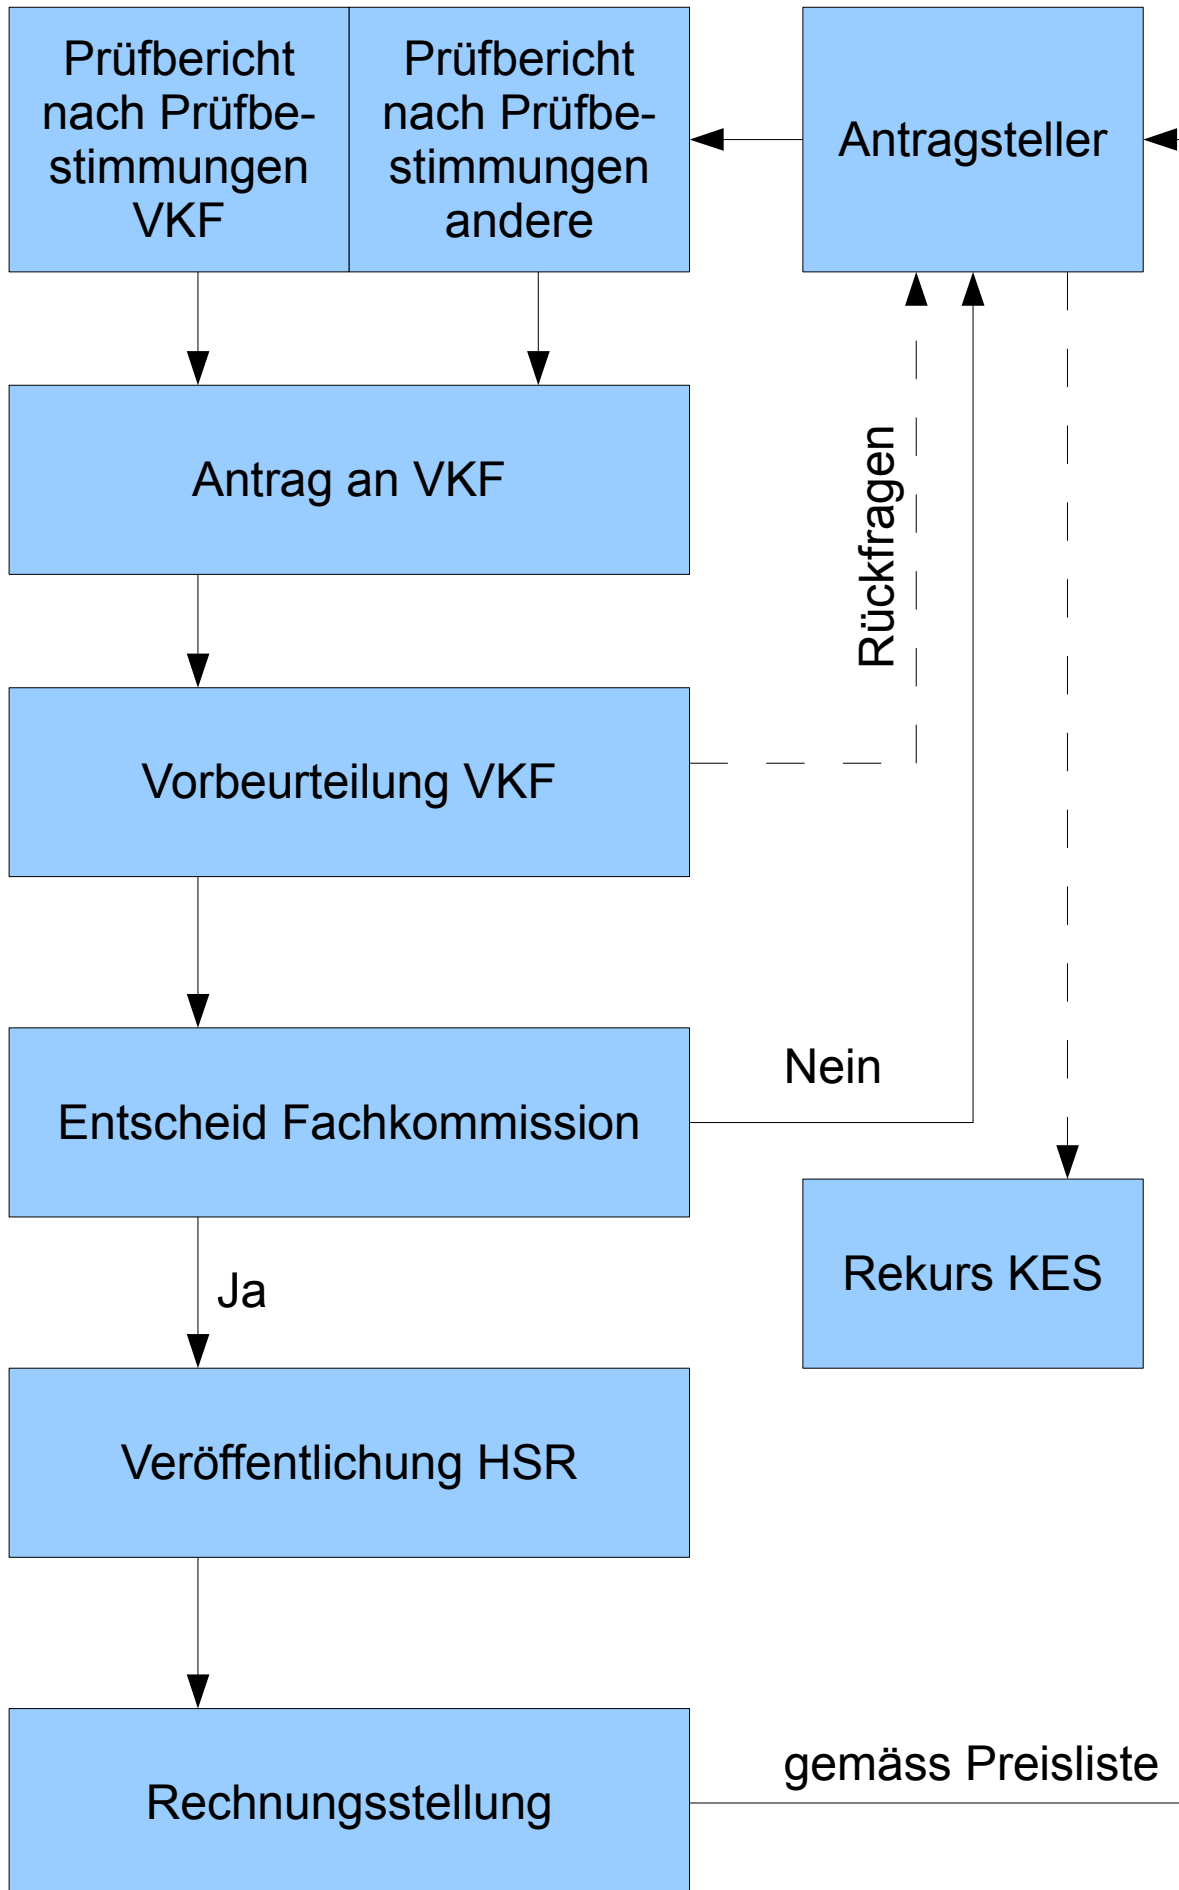 Prüfbericht
nach Prüfbe-
stimmungen
VKF
Prüfbericht
nach Prüfbe-
stimmungen
andere
Antragsteller
Antrag an VKF
Rückfragen
Vorbeurteilung VKF
Entscheid Fachkommission
Nein
Ja
Rekurs KES
Veröffentlichung HSR
Rechnungsstellung
gemäss Preisliste